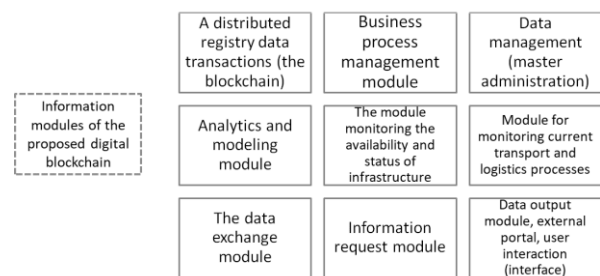 Information
modules of the
proposed digital
blockchain
A distributed
registry data
transactions (the
blockchain)
Business
process
management
module
Data
management
(master
administration)
Analytics and
modeling
module
The module
monitoring the
availability and
status of
infrastructure
Module for
monitoring current
transport and
logistics processes
The data
exchange
module
Information
request module
Data output
module, external
portal, user
interaction
(interface)